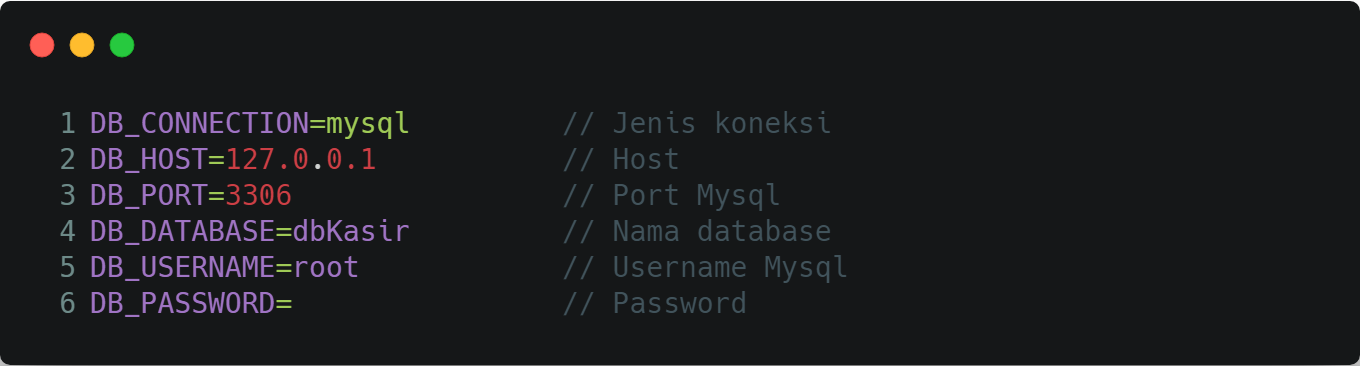 1 DB_CONNECTION=mysql // Jenis koneksi
2 DB_HOST=127.0.0.1 // Host
3 DB_PORT=3306 // Port Mysql
4 DB_DATABASE=dbKasir // Nama database
5 DB_USERNAME=root // Username Mysql
6 DB_PASSWORD= // Password